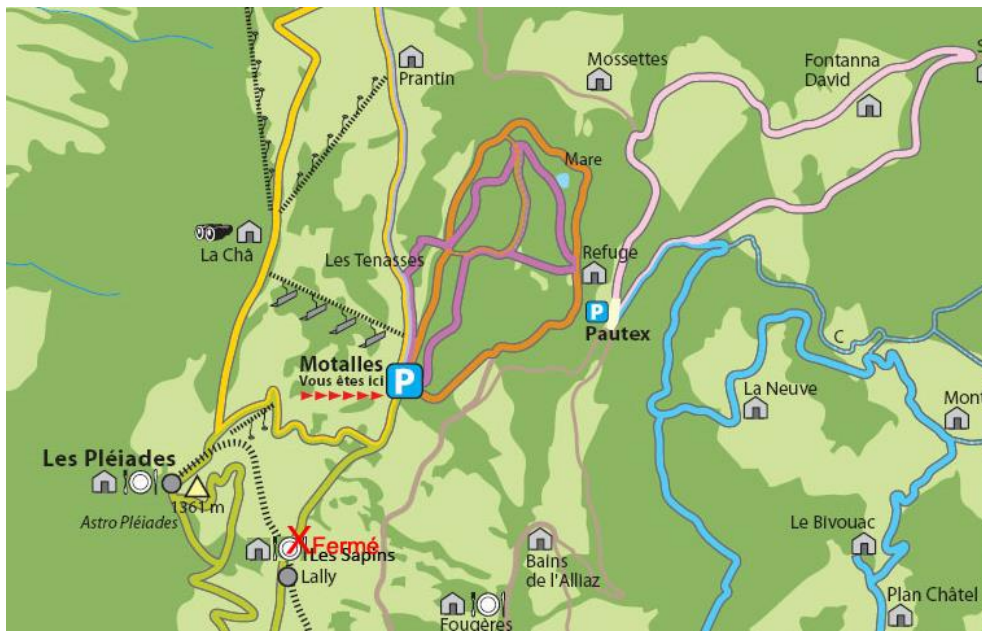 Prantin
Mossettes
Fontanna
David
S
Mare
La Châ
Les Tenasses
Refuge
P
Pautex
C
Motalles
Vous êtes ici
P
La Neuve
Mont
Les Pléiades
1361 m
Astro Pléiades
X Fermé
Les Sapins
Lally
Le Bivouac
Bains
de l'Alliaz
Plan Châtel
Fougères